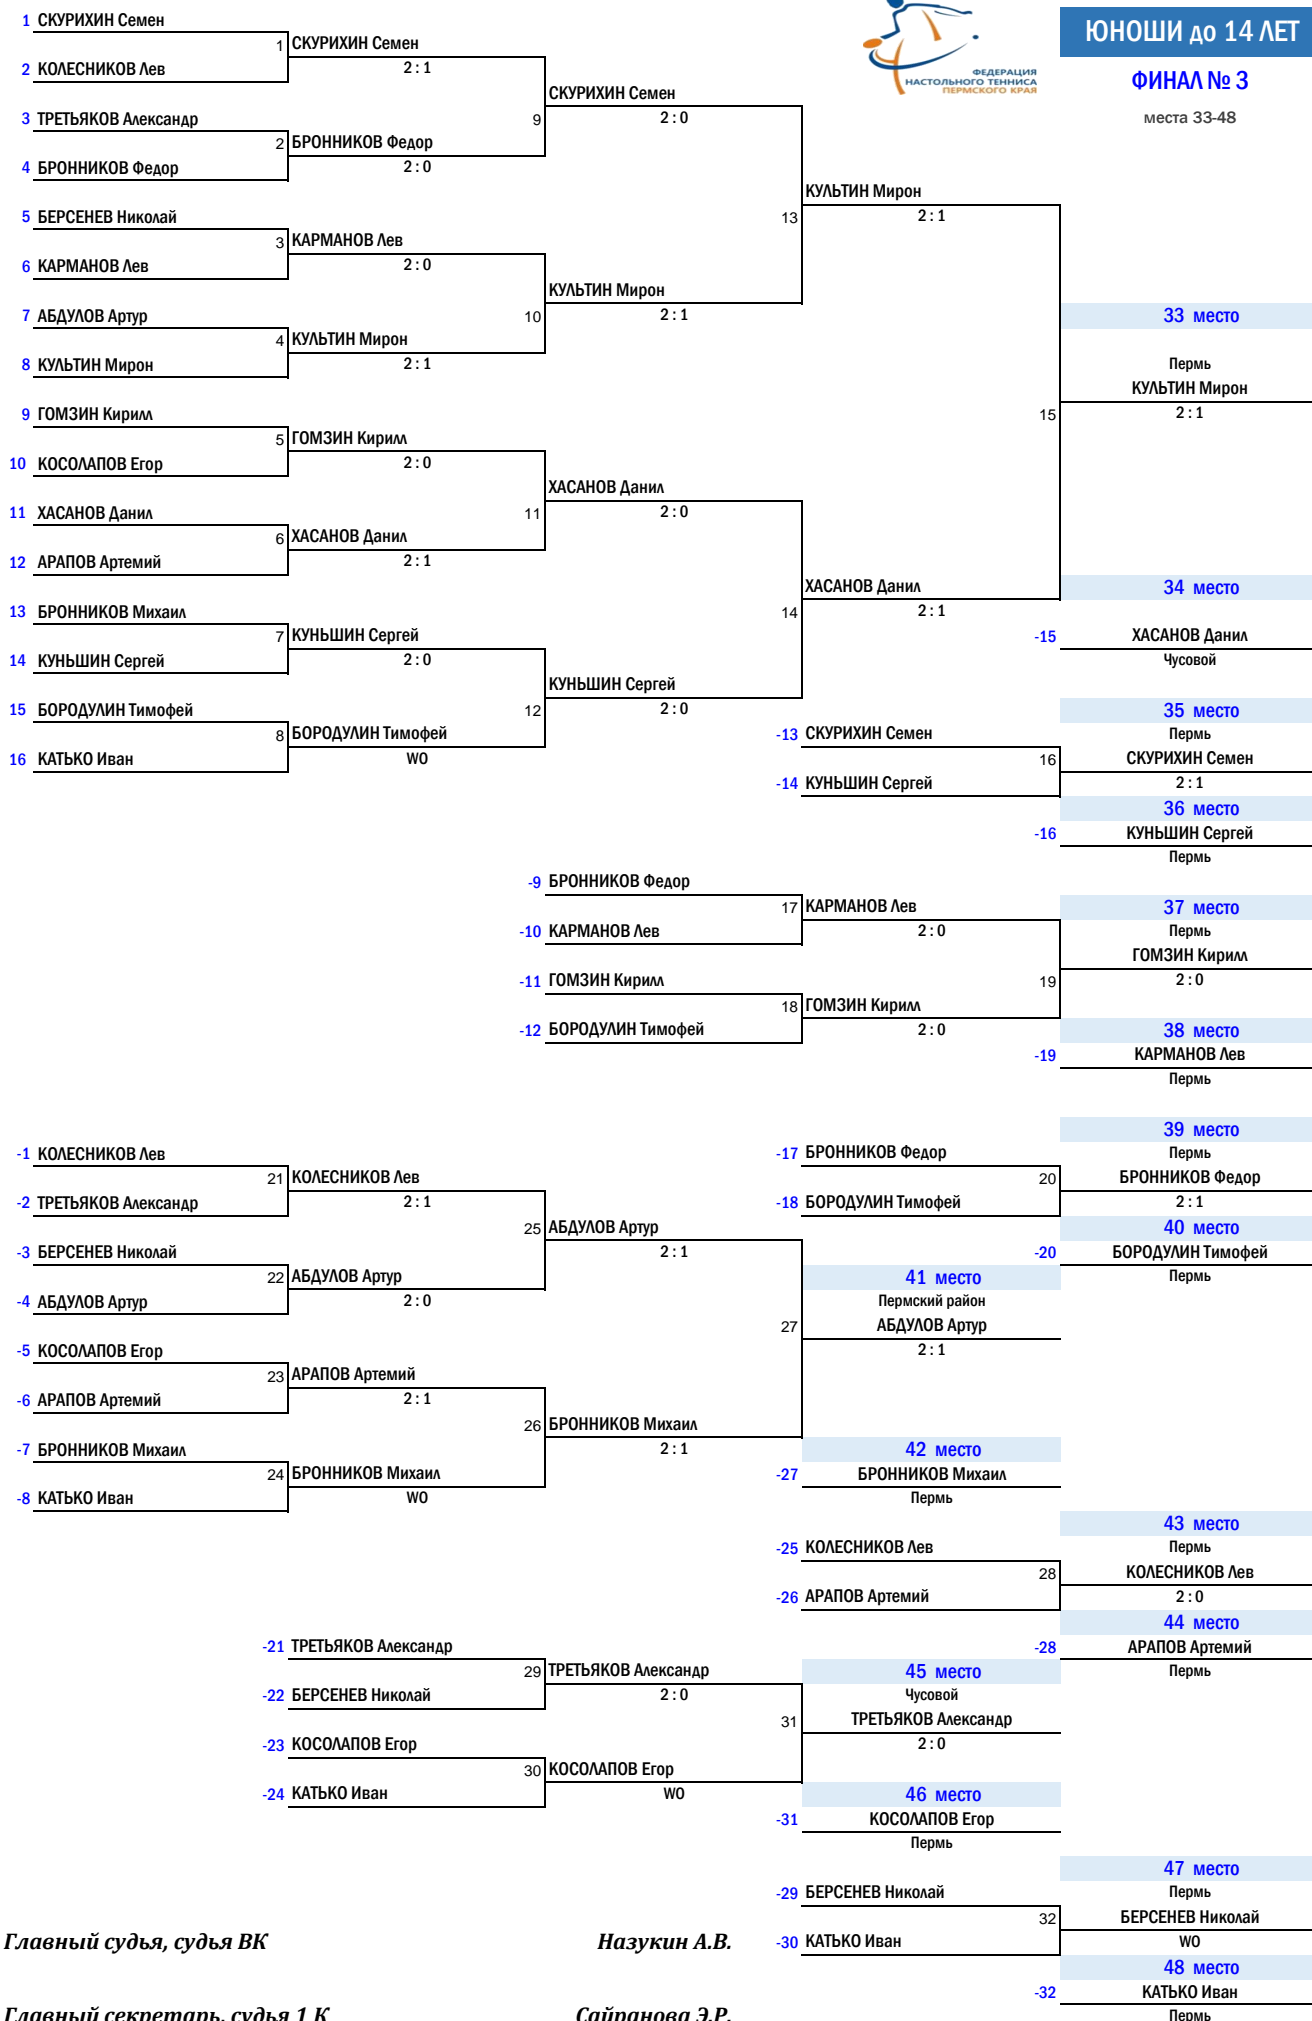 ФЕДЕРАЦИЯ
НАСТОЛЬНОГО ТЕННИСА
ПЕРМСКОГО КРАЯ
ЮНОШИ до 14 ЛЕТ
ФИНАЛ № 3
места 33-48
1 СКУРИХИН Семен
1 СКУРИХИН Семен
2 : 1
2 КОЛЕСНИКОВ Лев
СКУРИХИН Семен
9 2 : 0
3 ТРЕТЬЯКОВ Александр
2 БРОННИКОВ Федор
2 : 0
4 БРОННИКОВ Федор
КУЛЬТИН Мирон
13 2 : 1
5 БЕРСЕНЕВ Николай
3 КАРМАНОВ Лев
2 : 0
6 КАРМАНОВ Лев
КУЛЬТИН Мирон
10 2 : 1
7 АБДУЛОВ Артур
4 КУЛЬТИН Мирон
2 : 1
8 КУЛЬТИН Мирон
33 место
Пермь
КУЛЬТИН Мирон
15 2 : 1
9 ГОМЗИН Кирилл
5 ГОМЗИН Кирилл
2 : 0
10 КОСОЛАПОВ Егор
ХАСАНОВ Данил
11 2 : 0
11 ХАСАНОВ Данил
6 ХАСАНОВ Данил
2 : 1
12 АРАПОВ Артемий
ХАСАНОВ Данил
14 2 : 1
34 место
-15 ХАСАНОВ Данил
Чусовой
13 БРОННИКОВ Михаил
7 КУНЬШИН Сергей
2 : 0
14 КУНЬШИН Сергей
КУНЬШИН Сергей
12 2 : 0
15 БОРОДУЛИН Тимофей
8 БОРОДУЛИН Тимофей
WO
16 КАТЬКО Иван
35 место
Пермь
-13 СКУРИХИН Семен
16 СКУРИХИН Семен
2 : 1
-14 КУНЬШИН Сергей
36 место
-16 КУНЬШИН Сергей
Пермь
-9 БРОННИКОВ Федор
17 КАРМАНОВ Лев
2 : 0
-10 КАРМАНОВ Лев
37 место
Пермь
ГОМЗИН Кирилл
19 2 : 0
-11 ГОМЗИН Кирилл
18 ГОМЗИН Кирилл
2 : 0
-12 БОРОДУЛИН Тимофей
38 место
-19 КАРМАНОВ Лев
Пермь
39 место
Пермь
-1 КОЛЕСНИКОВ Лев
-17 БРОННИКОВ Федор
21 КОЛЕСНИКОВ Лев
20 БРОННИКОВ Федор
2 : 1
2 : 1
-2 ТРЕТЬЯКОВ Александр
-18 БОРОДУЛИН Тимофей
25 АБДУЛОВ Артур
2 : 1
40 место
-20 БОРОДУЛИН Тимофей
Пермь
-3 БЕРСЕНЕВ Николай
22 АБДУЛОВ Артур
2 : 0
-4 АБДУЛОВ Артур
41 место
Пермский район
27 АБДУЛОВ Артур
2 : 1
-5 КОСОЛАПОВ Егор
23 АРАПОВ Артемий
2 : 1
-6 АРАПОВ Артемий
26 БРОННИКОВ Михаил
2 : 1
-7 БРОННИКОВ Михаил
24 БРОННИКОВ Михаил
WO
-8 КАТЬКО Иван
42 место
-27 БРОННИКОВ Михаил
Пермь
43 место
Пермь
-25 КОЛЕСНИКОВ Лев
28 КОЛЕСНИКОВ Лев
2 : 0
-26 АРАПОВ Артемий
44 место
-28 АРАПОВ Артемий
Пермь
-21 ТРЕТЬЯКОВ Александр
29 ТРЕТЬЯКОВ Александр
2 : 0
-22 БЕРСЕНЕВ Николай
45 место
Чусовой
31 ТРЕТЬЯКОВ Александр
2 : 0
-23 КОСОЛАПОВ Егор
30 КОСОЛАПОВ Егор
WO
-24 КАТЬКО Иван
46 место
-31 КОСОЛАПОВ Егор
Пермь
47 место
Пермь
-29 БЕРСЕНЕВ Николай
32 БЕРСЕНЕВ Николай
WO
-30 КАТЬКО Иван
48 место
-32 КАТЬКО Иван
Пермь
Главный судья, судья ВК Назукин А.В.
Главный секретарь, судья 1 К Сайранова Э.Р.